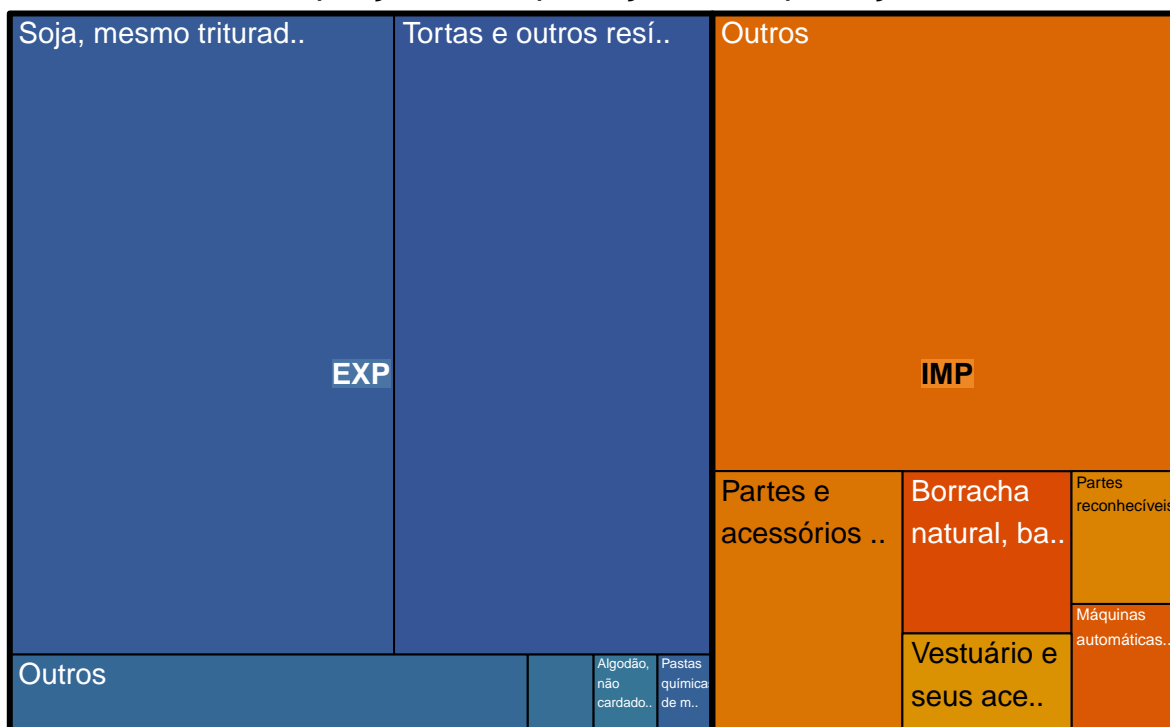 Soja, mesmo triturad..
Tortas e outros resí..
EXP
Outros
Algodão,
não
cardado..
Pastas
química
de m..
Outros
IMP
Partes e
acessórios ..
Borracha
natural, ba..
Vestuário e
seus ace..
Partes
reconhecíveis
Máquinas
automáticas..